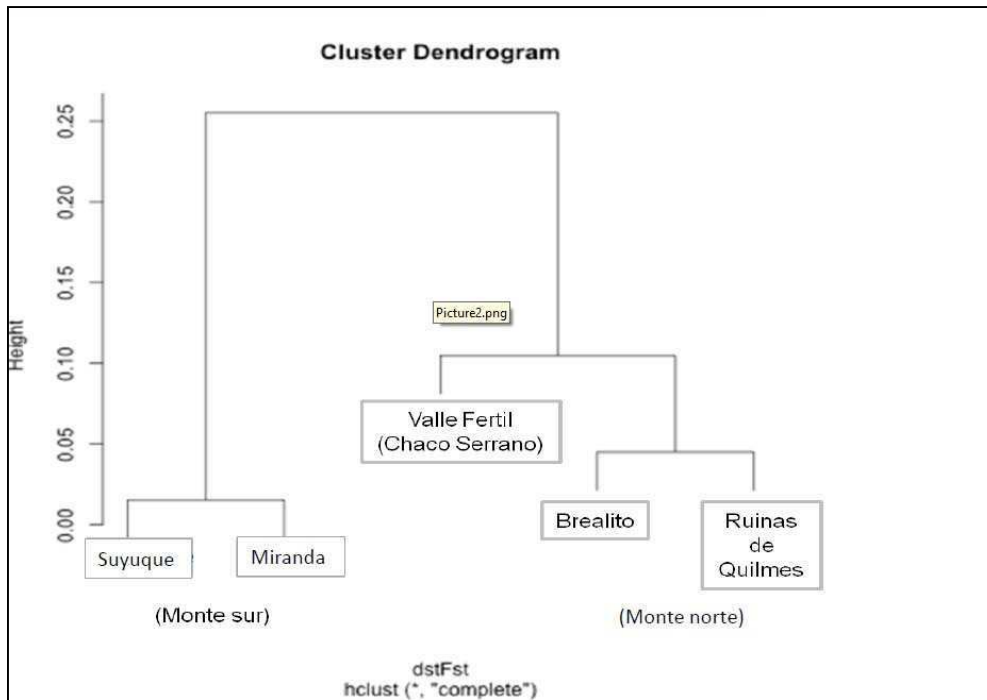 Cluster Dendrogram
Height
0.25
0.20
0.15
0.10
0.05
0.00
Picture2.png
Valle Fertil
(Chaco Serrano)
Brealito
Ruinas
de
Quilmes
Suyuque
Miranda
(Monte sur)
(Monte norte)
dstFst
hclust (*, "complete")